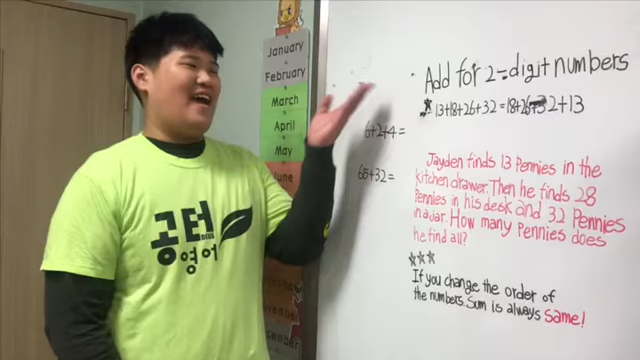 January
February
March
April
May
June
Add for 2-digit numbers
13+18+26+32=18+26+32+13
6+2+4=
65+32=
Jayden finds 13 Pennies in the
kitchen drawer. Then he finds 28
Pennies in his desk and 32 Pennies
in a jar. How many Pennies does
he find all?
If you change the order of
the numbers. Sum is always same!
공터
영어